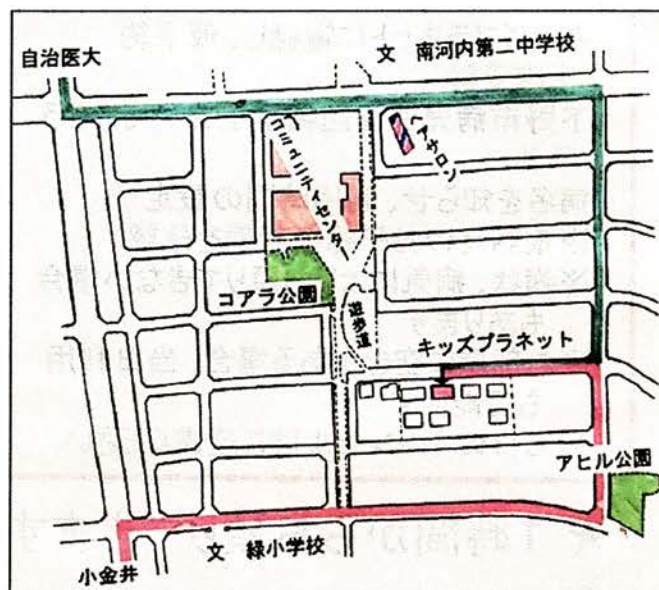 自治医大
文 南河内第二中学校
コミュニティセンター
ヘアサロン
コアラ公園
遊歩道
キッズプラネット
アヒル公園
文 緑小学校
小金井